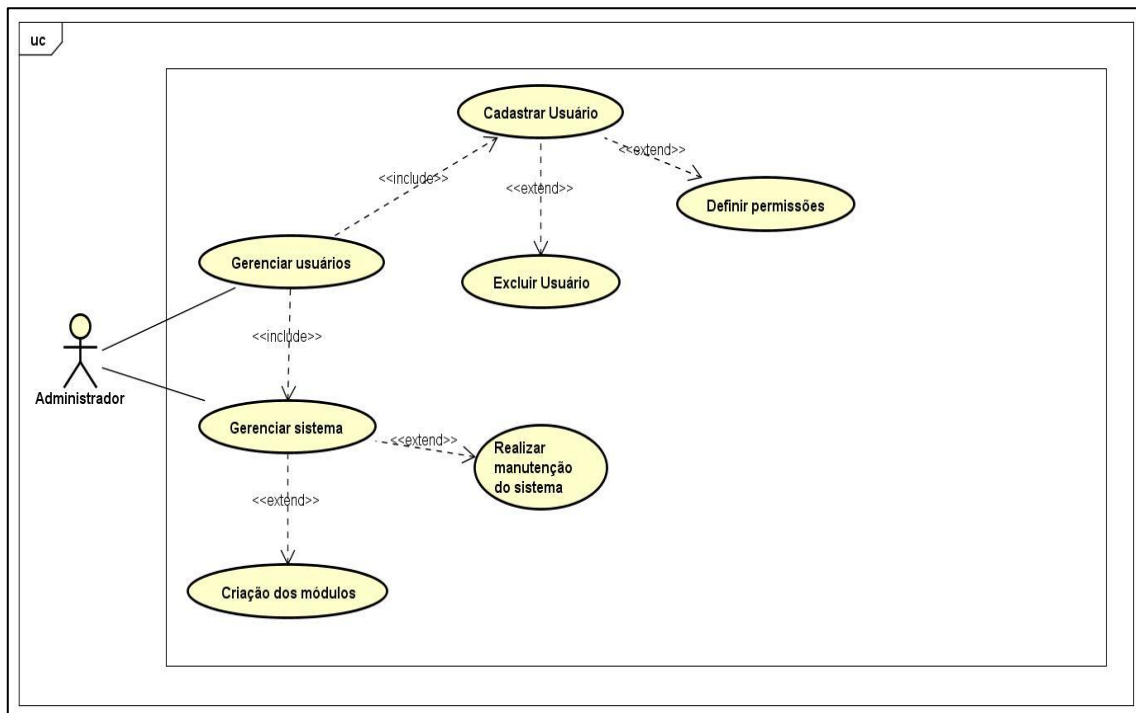 uc
Cadastrar Usuário
<<extend>>
<<include>>
<<extend>>
Definir permissões
Gerenciar usuários
Excluir Usuário
<<include>>
Administrador
Gerenciar sistema
<<extend>>
Realizar
manutenção
do sistema
<<extend>>
Criação dos módulos